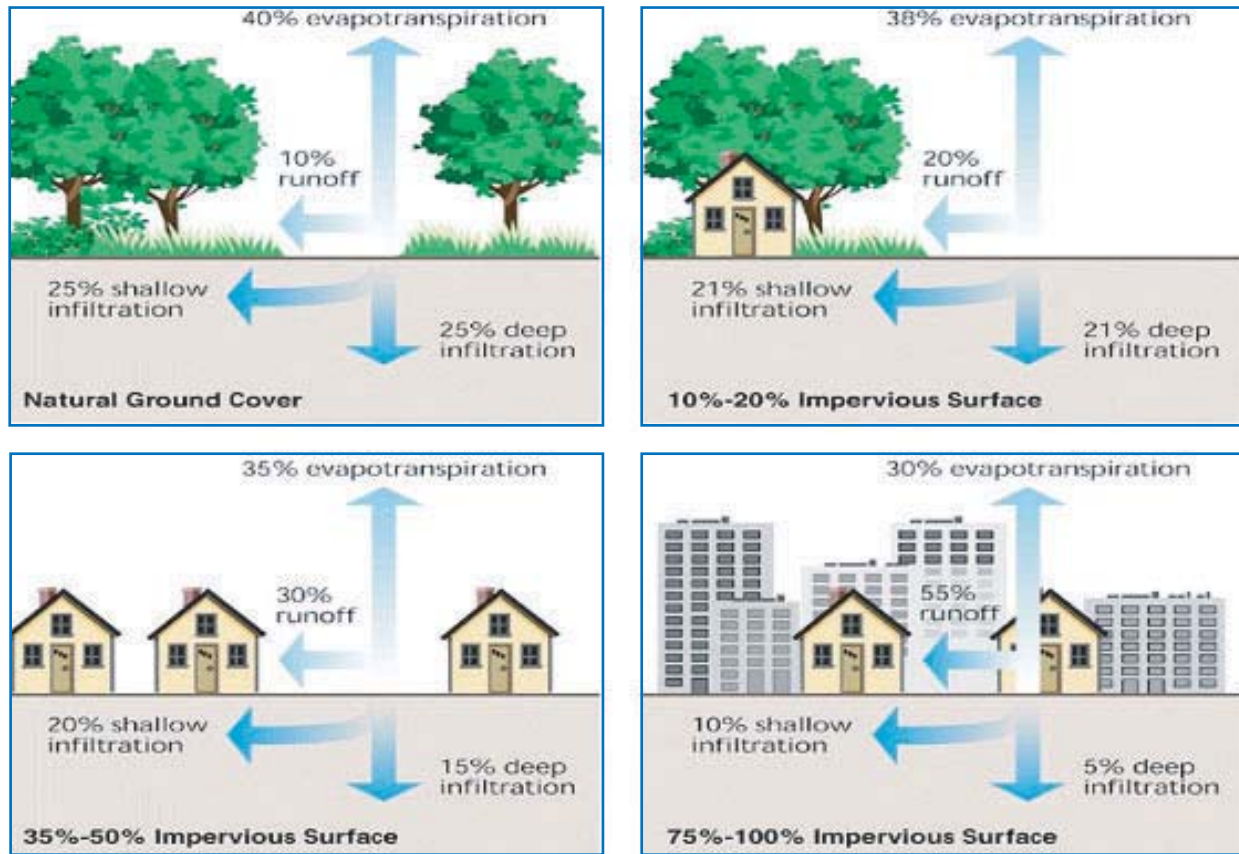 40% evapotranspiration
10%
runoff
25% shallow
infiltration
25% deep
infiltration
Natural Ground Cover
38% evapotranspiration
20%
runoff
21% shallow
infiltration
21% deep
infiltration
10%-20% Impervious Surface
35% evapotranspiration
30%
runoff
20% shallow
infiltration
15% deep
infiltration
35%-50% Impervious Surface
30% evapotranspiration
55%
runoff
10% shallow
infiltration
5% deep
infiltration
75%-100% Impervious Surface